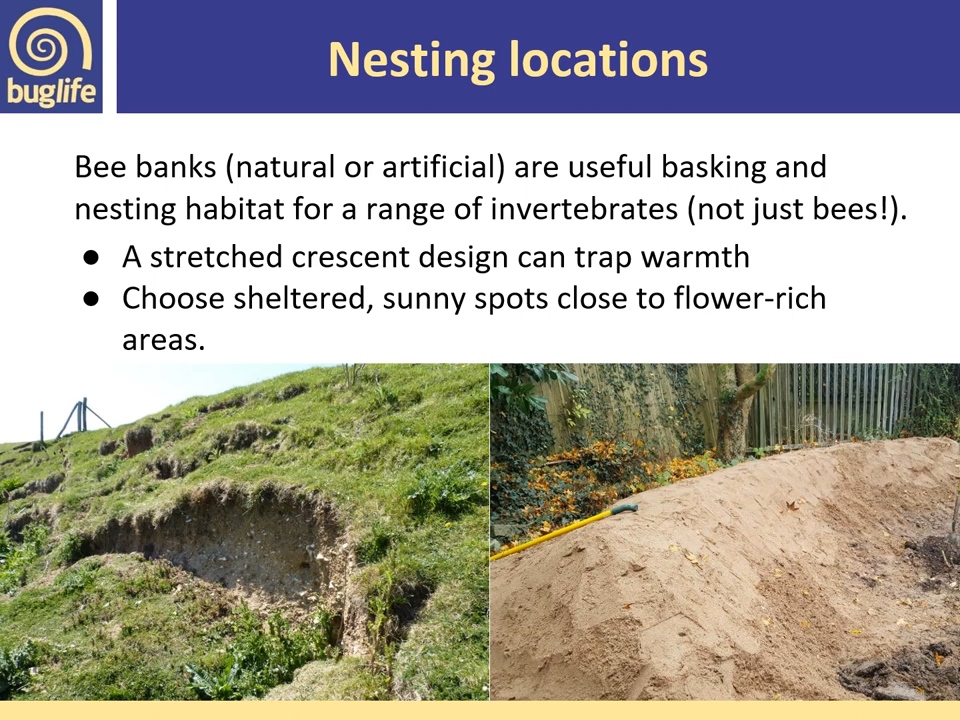 buglife
Nesting locations
Bee banks (natural or artificial) are useful basking and
nesting habitat for a range of invertebrates (not just bees!).
● A stretched crescent design can trap warmth
● Choose sheltered, sunny spots close to flower-rich
areas.